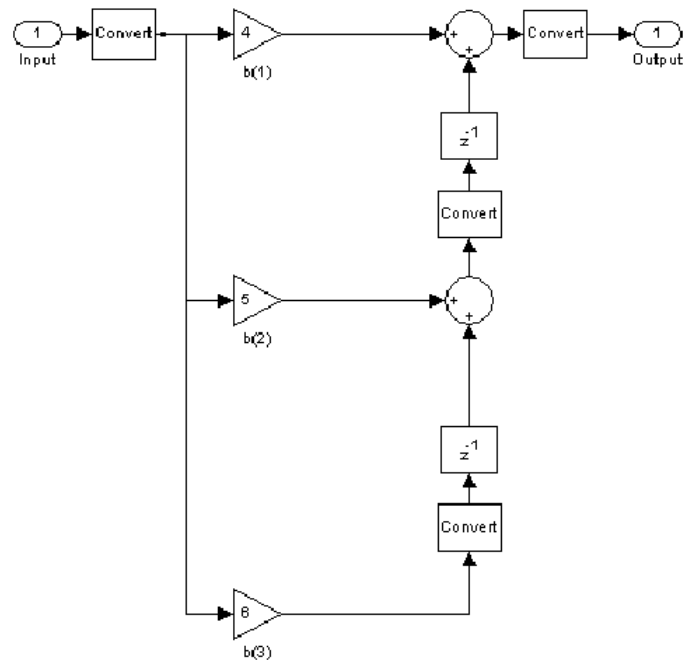 1
Input
Convert
4
b(1)
+
+
Convert
1
Output
z-1
Convert
5
b(2)
+
+
z-1
Convert
6
b(3)